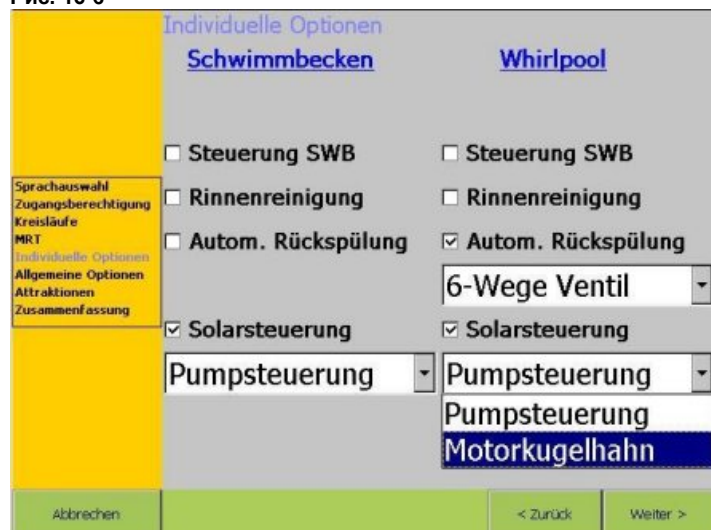 Individuelle Optionen
Schwimmbecken
Whirlpool
Steuerung SWB
Steuerung SWB
Rinnenreinigung
Rinnenreinigung
Autom. Rückspülung
Autom. Rückspülung
6-Wege Ventil
Solarsteuerung
Solarsteuerung
Pumpsteuerung
Pumpsteuerung
Pumpsteuerung
Motorkugelhahn
Sprachauswahl
Zugangsberechtigung
Kreisläufe
MRT
Individuelle Optionen
Allgemeine Optionen
Attraktionen
Zusammenfassung
Abbrechen
< Zurück
Weiter >